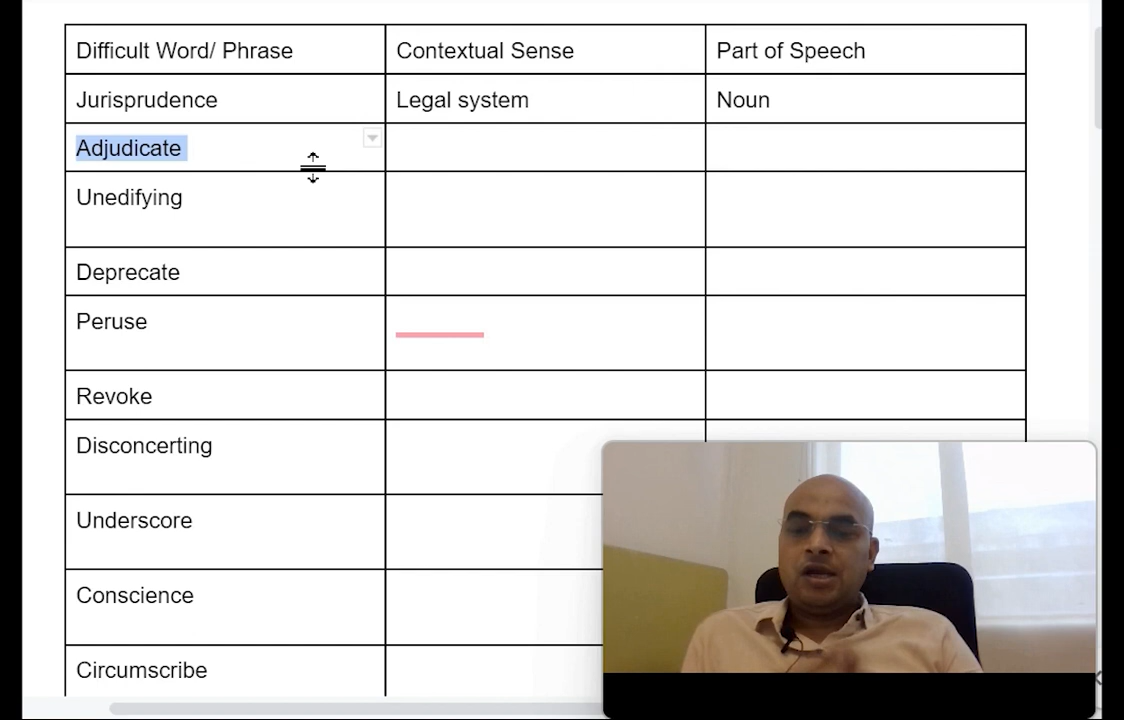 Difficult Word/ Phrase Contextual Sense Part of Speech
Jurisprudence Legal system Noun
Adjudicate
Unedifying
Deprecate
Peruse
Revoke
Disconcerting
Underscore
Conscience
Circumscribe